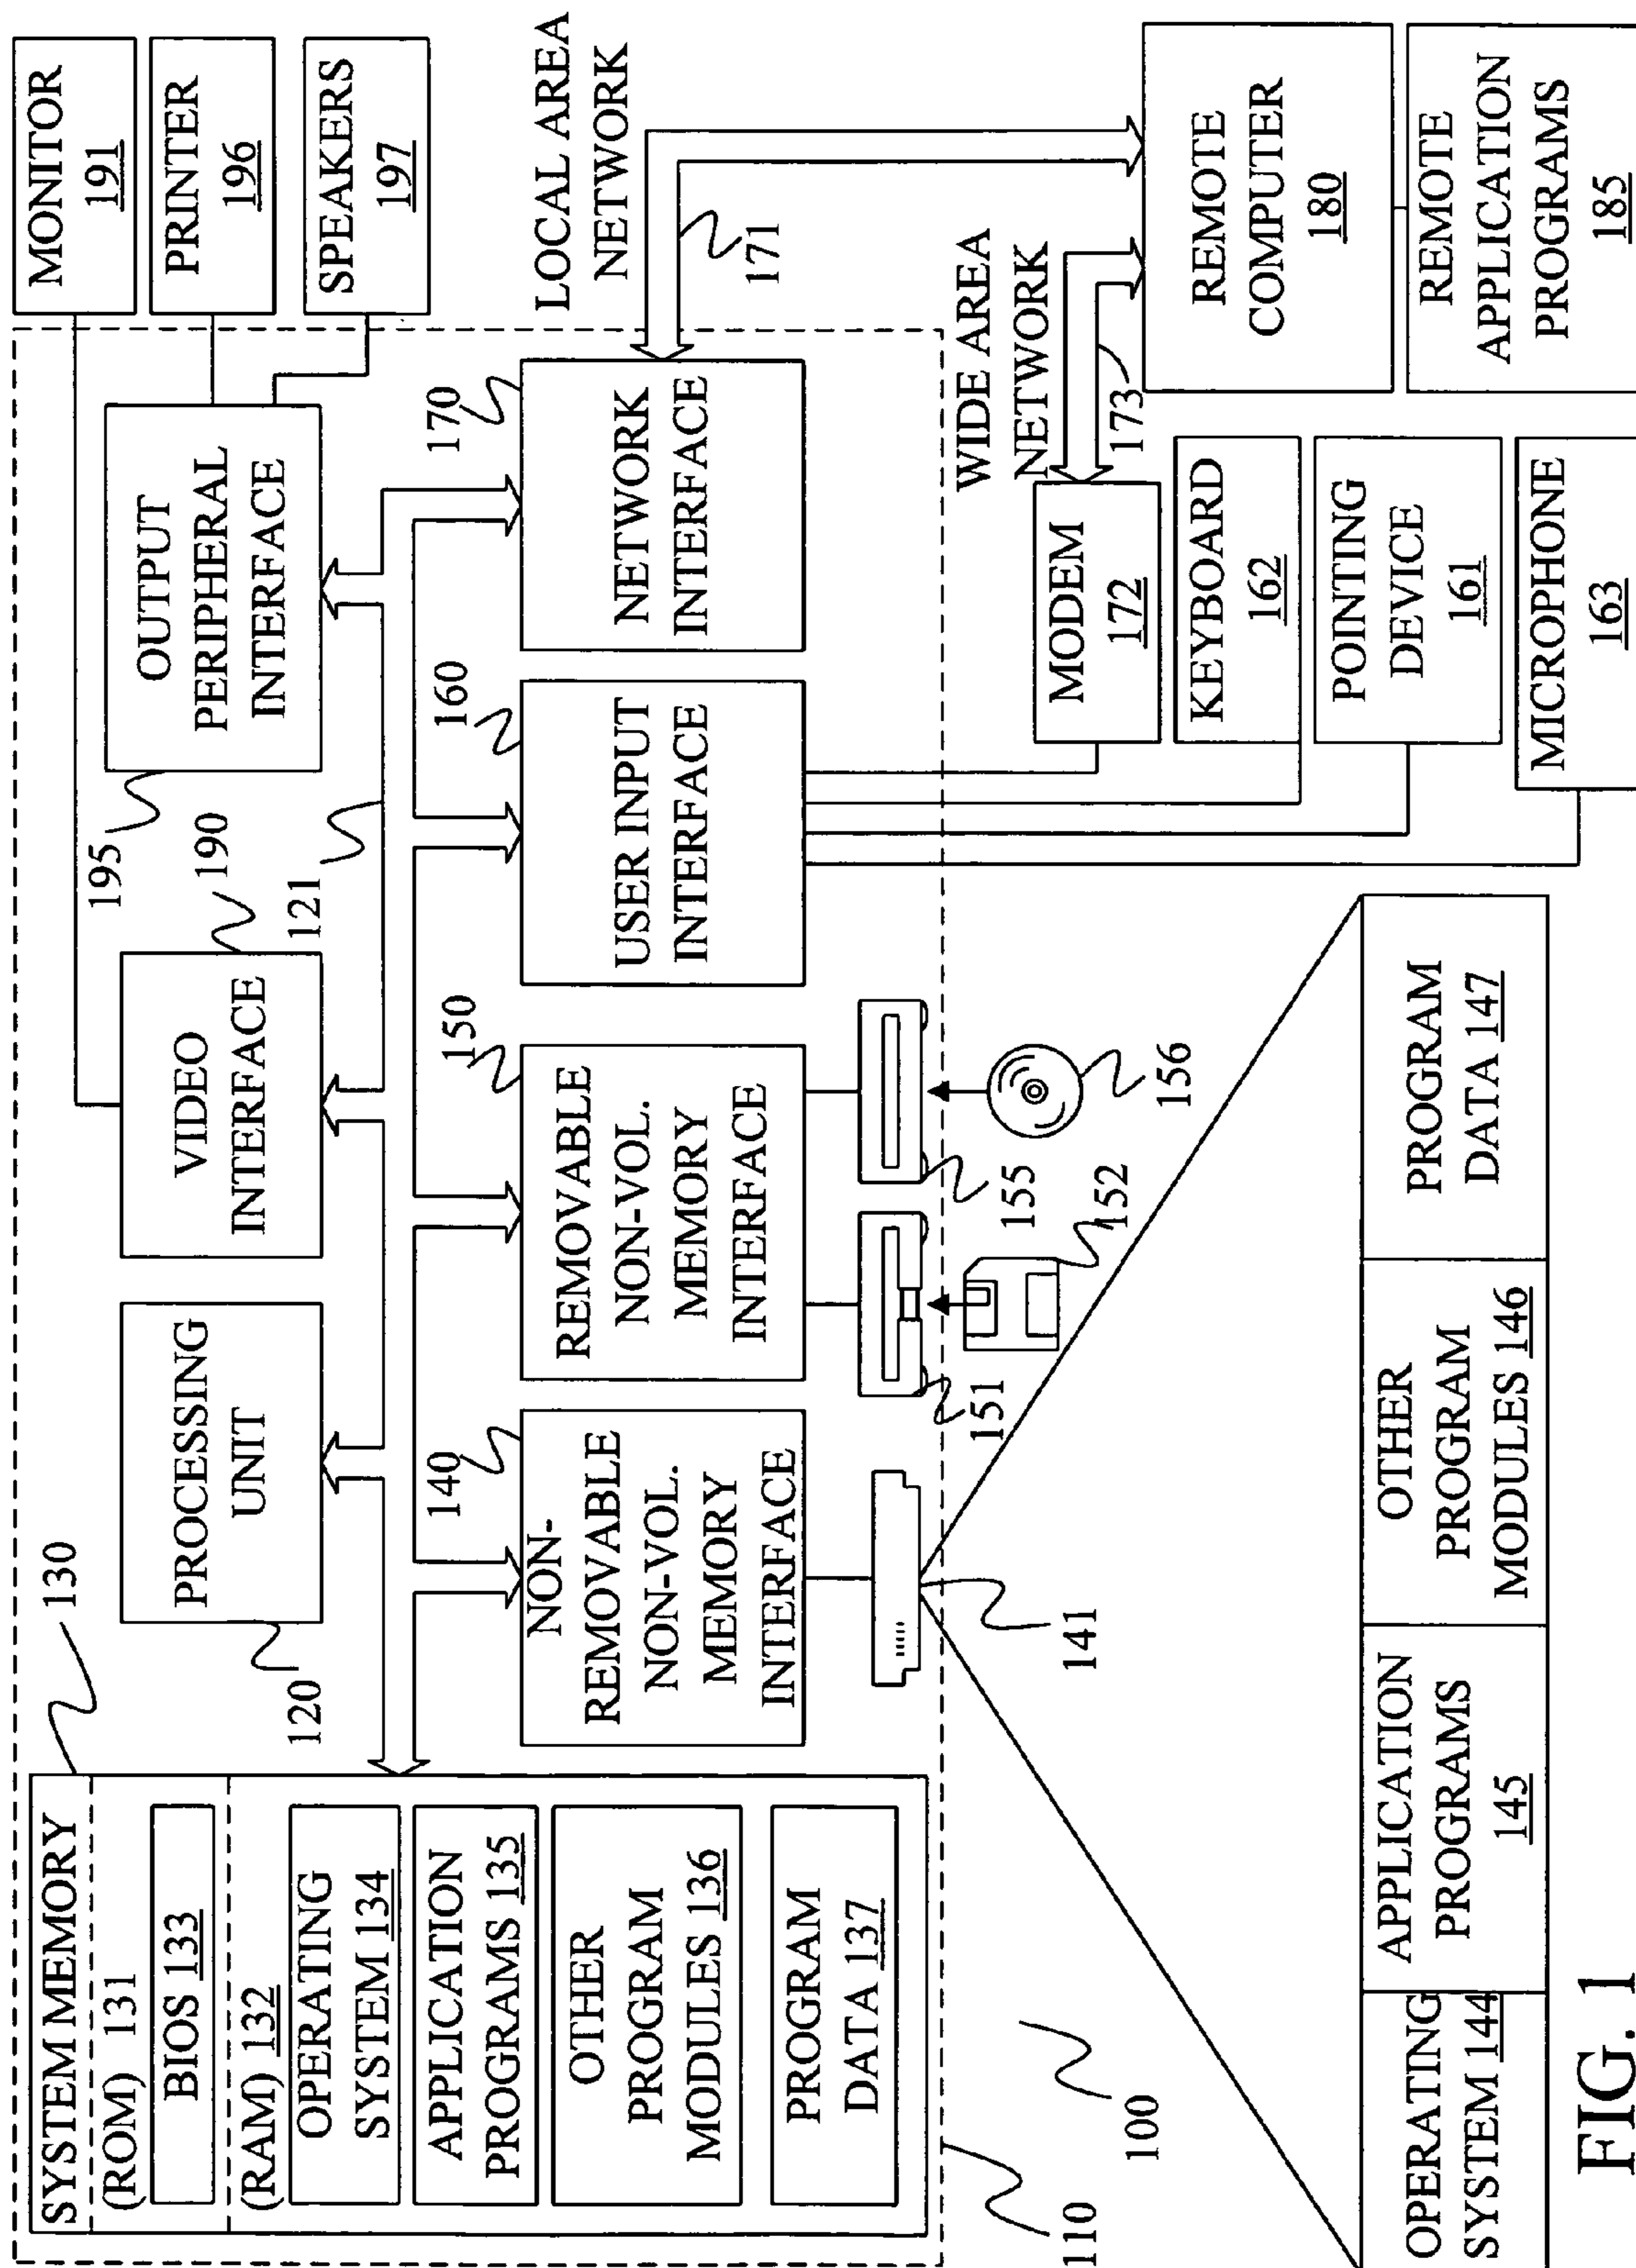 SYSTEM MEMORY
(ROM) 131
BIOS 133
(RAM) 132
OPERATING
SYSTEM 134
APPLICATION
PROGRAMS 135
OTHER
PROGRAM
MODULES 136
PROGRAM
DATA 137
130
PROCESSING
UNIT
120
VIDEO
INTERFACE
190
OUTPUT
PERIPHERAL
INTERFACE
195
121
MONITOR
191
PRINTER
196
SPEAKERS
197
NON-
REMOVABLE
NON-VOL.
MEMORY
INTERFACE
140
REMOVABLE
NON-VOL.
MEMORY
INTERFACE
150
USER INPUT
INTERFACE
160
NETWORK
INTERFACE
170
LOCAL AREA
NETWORK
171
141
151
152
155
156
WIDE AREA
NETWORK
173
MODEM
172
KEYBOARD
162
POINTING
DEVICE
161
MICROPHONE
163
REMOTE
COMPUTER
180
REMOTE
APPLICATION
PROGRAMS
185
110
100
OPERATING
SYSTEM 144
APPLICATION
PROGRAMS
145
OTHER
PROGRAM
MODULES 146
PROGRAM
DATA 147
FIG. 1